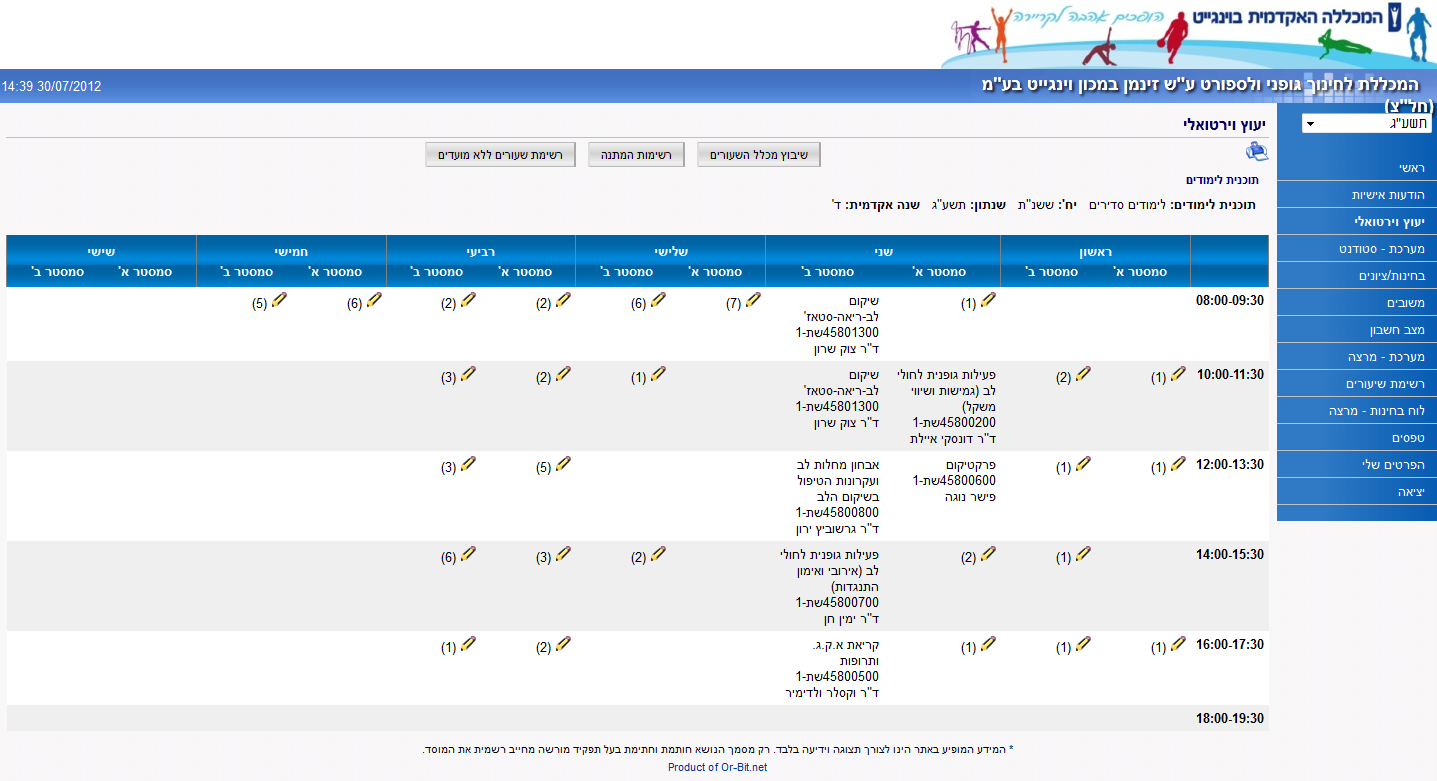 המכללה האקדמית בוינגייט
הופכים אהבה לקריירה
המכללת לחינוך גופני ולספורט ע"ש זינמן במכון וינגייט בע"מ
(חל"צ)
14:39 30/07/2012
תשע"ג
ראשי
הודעות אישיות
יעוץ וירטואלי
מערכת - סטודנט
בחינות/ציונים
משובים
מצב חשבון
מערכת - מרצה
רשימת שיעורים
לוח בחינות - מרצה
טפסים
הפרטים שלי
יציאה
יעוץ וירטואלי
שיבוץ מכלל השעורים רשימות המתנה רשימת שעורים ללא מועדים
תוכנית לימודים
תוכנית לימודים: לימודים סדירים יח': ששנ"ת שנתון: תשע"ג שנה אקדמית: ד'
ראשון שני שלישי רביעי חמישי שישי
סמסטר א' סמסטר ב' סמסטר א' סמסטר ב' סמסטר א' סמסטר ב' סמסטר א' סמסטר ב' סמסטר א' סמסטר ב' סמסטר א' סמסטר ב'
08:00-09:30
(1)
שיקום
לב-ריאה-סטאז'
45801300שת-1
ד"ר צוק שרון
(7) (6) (2) (2) (6) (5)
10:00-11:30
(1) (2)
פעילות גופנית לחולי
לב (גמישות ושיווי
משקל)
45800200שת-1
ד"ר דונסקי איילת
שיקום
לב-ריאה-סטאז'
45801300שת-1
ד"ר צוק שרון
(1) (2) (3)
12:00-13:30
(1) (1)
פרקטיקום
45800600שת-1
פישר נוגה
אבחון מחלות לב
ועקרונות הטיפול
בשיקום הלב
45800800שת-1
ד"ר גרשוביץ ירון
(5) (3)
14:00-15:30
(1) (2)
פעילות גופנית לחולי
לב (אירובי ואימון
התנגדות)
45800700שת-1
ד"ר ימין חן
(2) (3) (6)
16:00-17:30
(1) (1) (1)
קריאת א.ק.ג.
ותרופות
45800500שת-1
ד"ר וקסלר ולדימיר
(2) (1)
18:00-19:30
* המידע המופיע באתר הינו לצורך תצוגה וידיעה בלבד. רק מסמך הנושא חותמת וחתימת בעל תפקיד מורשה מחייב רשמית את המוסד.
Product of Or-Bit.net